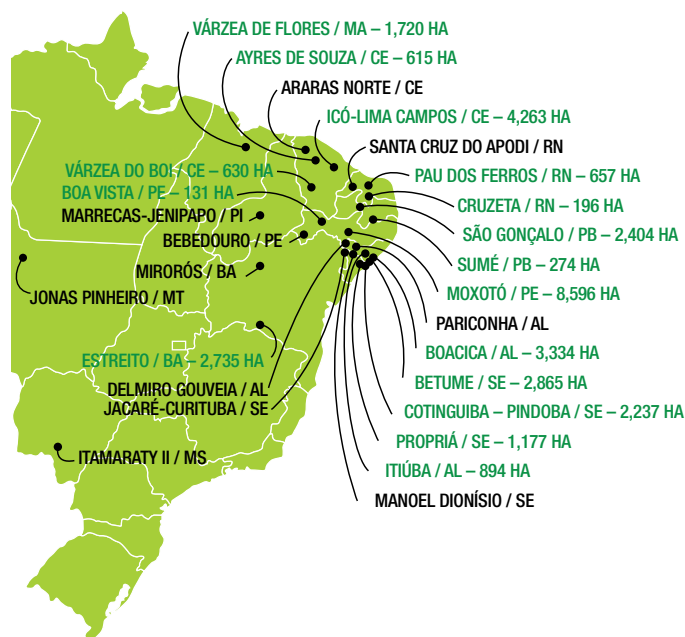 VÁRZEA DE FLORES / MA – 1,720 HA
AYRES DE SOUZA / CE – 615 HA
ARARAS NORTE / CE
ICÓ-LIMA CAMPOS / CE – 4,263 HA
SANTA CRUZ DO APODI / RN
VÁRZEA DO BOI / CE – 630 HA
PAU DOS FERROS / RN – 657 HA
BOA VISTA / PE – 131 HA
CRUZETA / RN – 196 HA
MARRECAS-JENIPAPO / PI
SÃO GONÇALO / PB – 2,404 HA
BEBEDOURO / PE
SUMÉ / PB – 274 HA
MIRORÓS / BA
MOXOTÓ / PE – 8,596 HA
JONAS PINHEIRO / MT
PARICONHA / AL
BOACICA / AL – 3,334 HA
ESTREITO / BA – 2,735 HA
BETUME / SE – 2,865 HA
DELMIRO GOUVEIA / AL
JACARÉ-CURITUBA / SE
COTINGUIBA – PINDOBA / SE – 2,237 HA
PROPRIÁ / SE – 1,177 HA
ITAMARATY II / MS
ITIÚBA / AL – 894 HA
MANOEL DIONÍSIO / SE